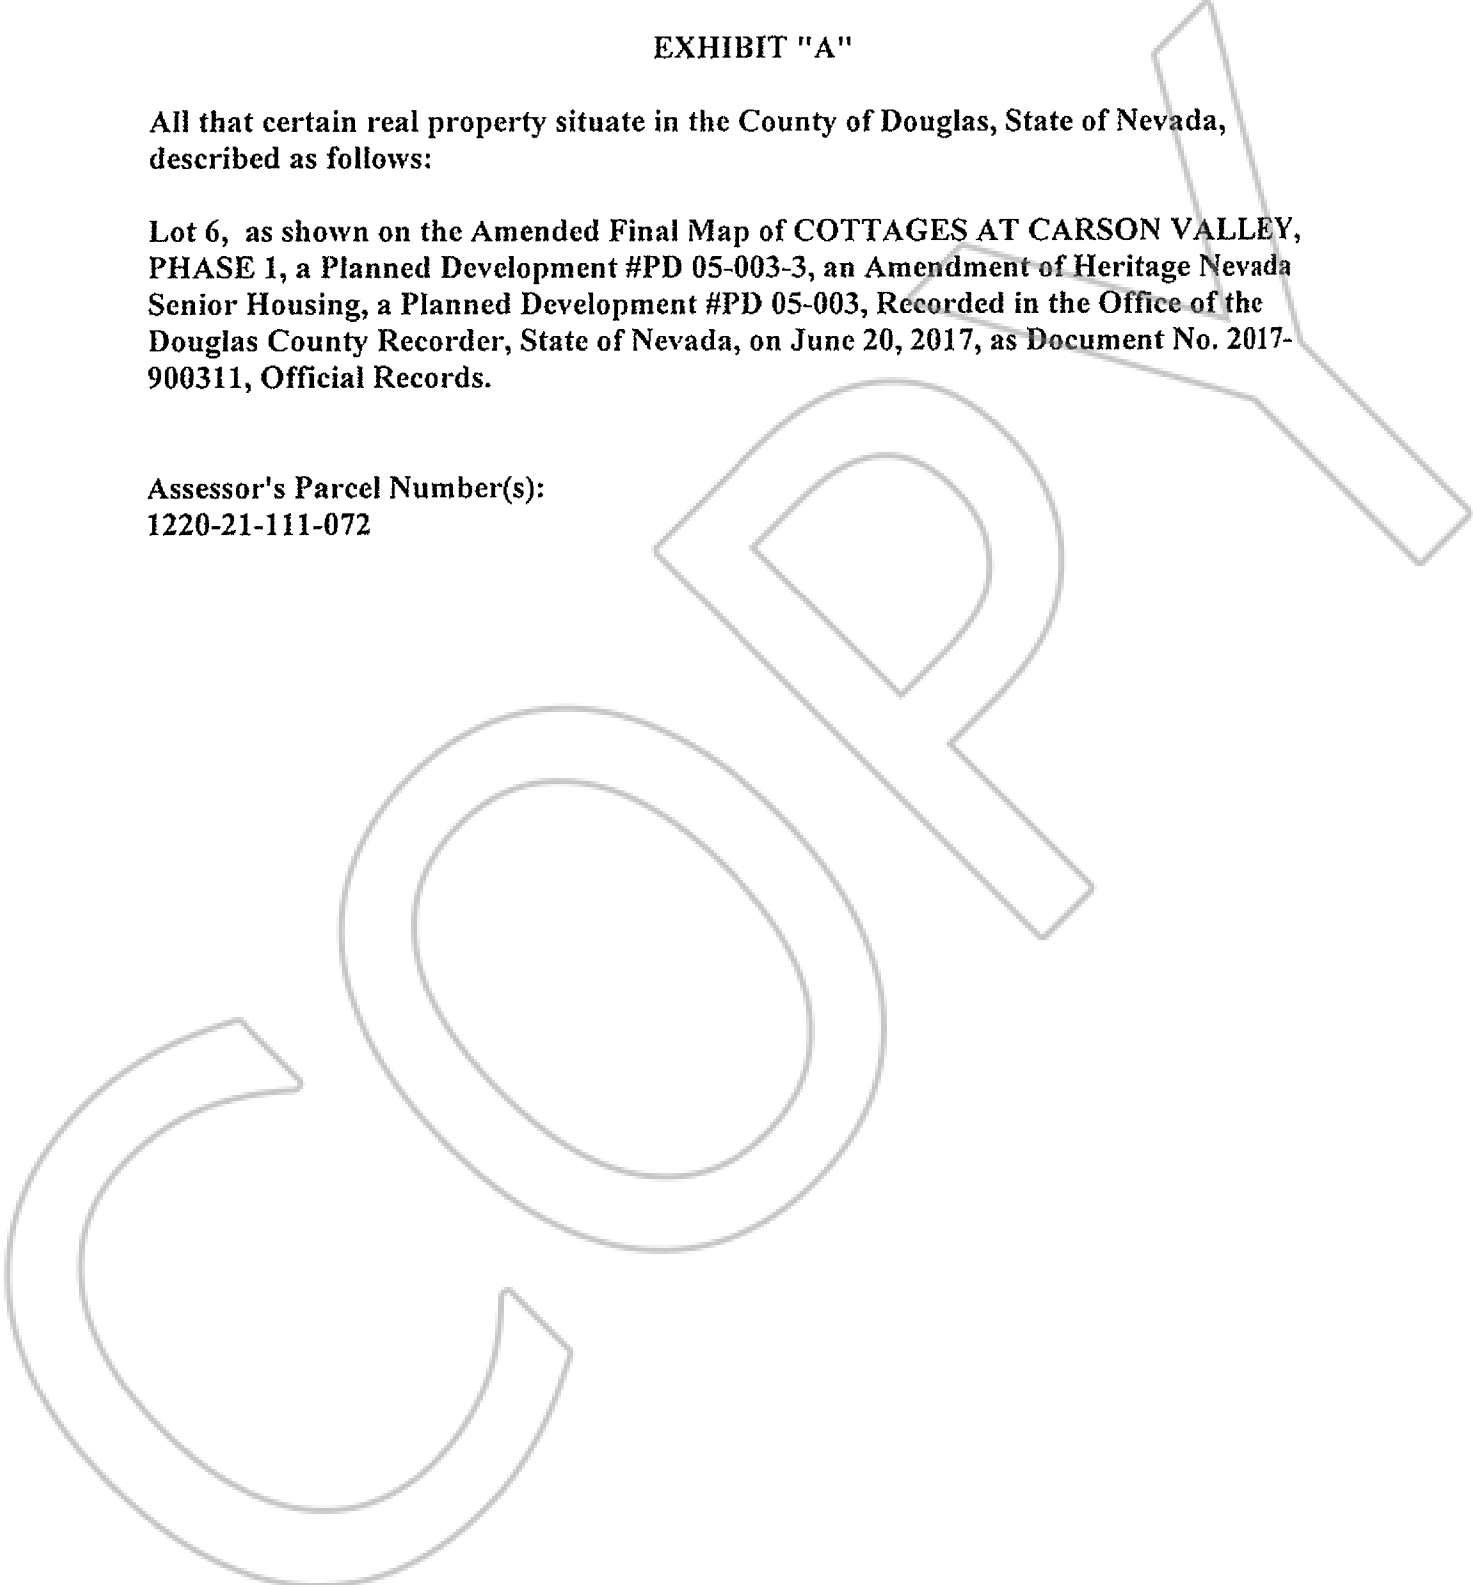 EXHIBIT "A"
All that certain real property situate in the County of Douglas, State of Nevada,
described as follows:
Lot 6, as shown on the Amended Final Map of COTTAGES AT CARSON VALLEY,
PHASE 1, a Planned Development #PD 05-003-3, an Amendment of Heritage Nevada
Senior Housing, a Planned Development #PD 05-003, Recorded in the Office of the
Douglas County Recorder, State of Nevada, on June 20, 2017, as Document No. 2017-
900311, Official Records.
Assessor's Parcel Number(s):
1220-21-111-072
COPY